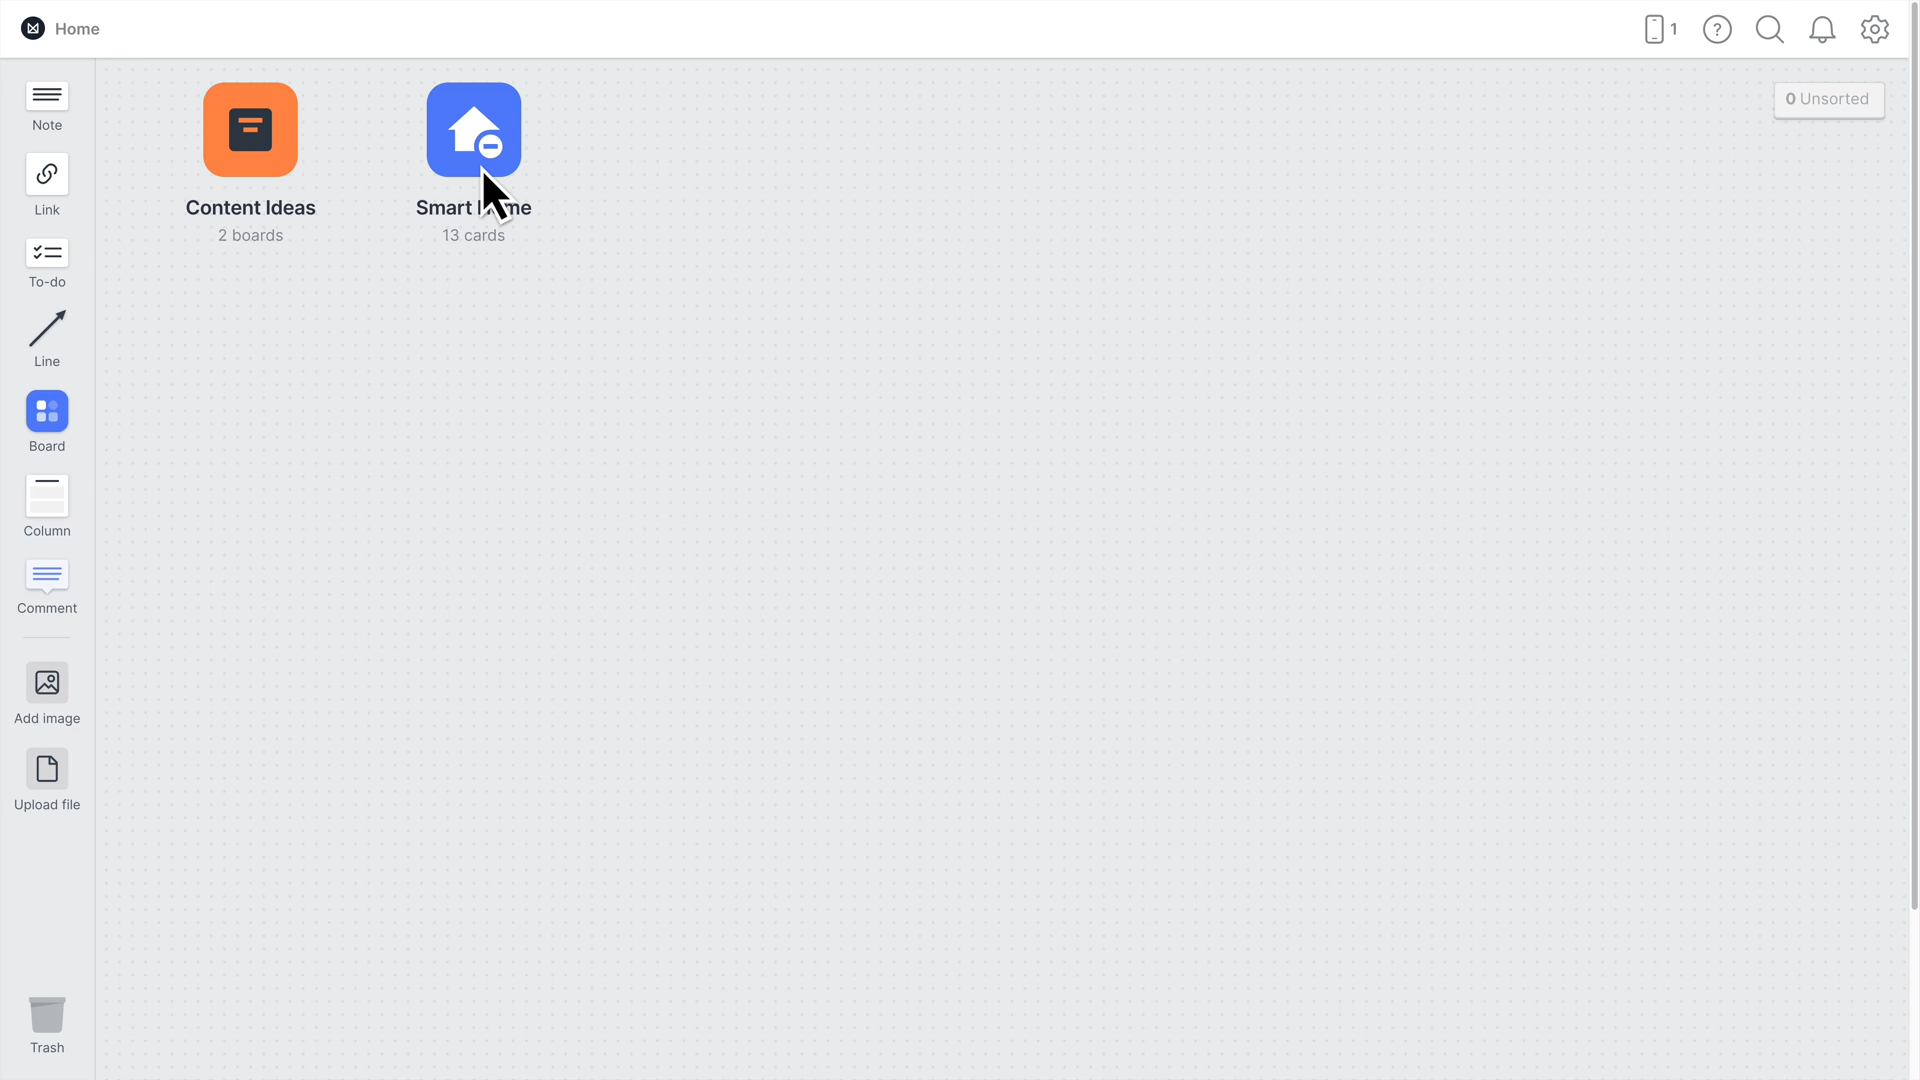 Home
1
Note
Link
To-do
Line
Board
Column
Comment
Add image
Upload file
Trash
Content Ideas
2 boards
Smart
13 cards
0 Unsorted